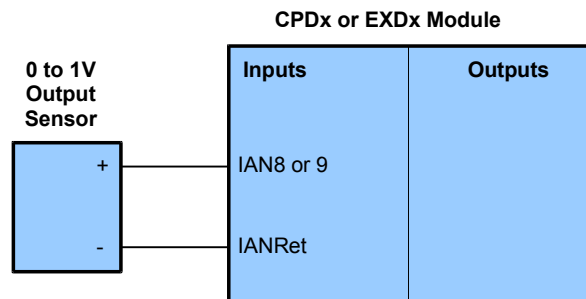 CPDx or EXDx Module
0 to 1V
Output
Sensor
Inputs
Outputs
+
IAN8 or 9
-
IANRet